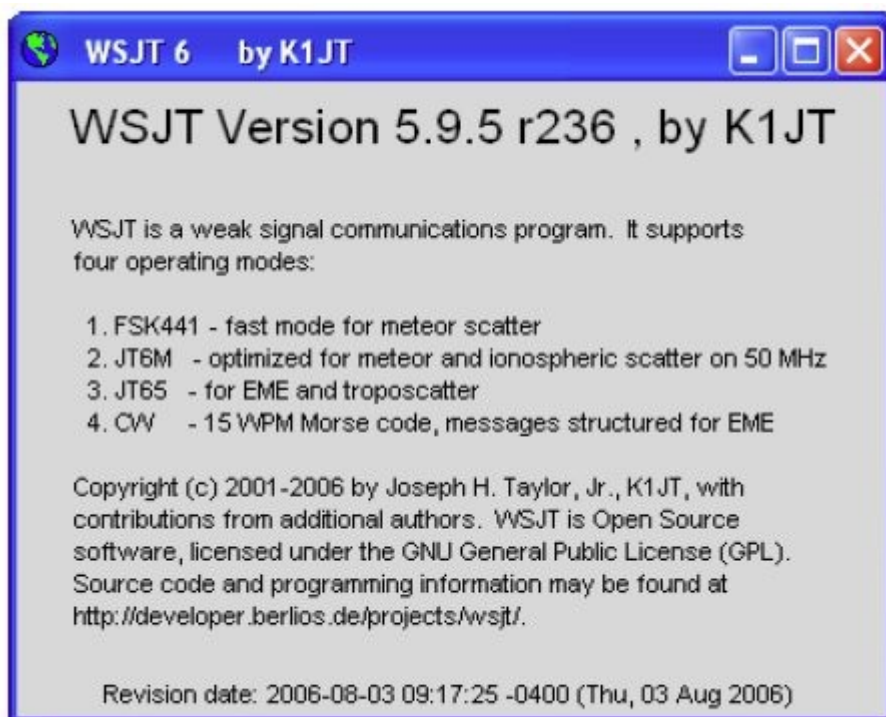 WSJT 6 by K1JT
WSJT Version 5.9.5 r236 , by K1JT
WSJT is a weak signal communications program. It supports
four operating modes:
1. FSK441 - fast mode for meteor scatter
2. JT6M - optimized for meteor and ionospheric scatter on 50 MHz
3. JT65 - for EME and troposcatter
4. CW - 15 WPM Morse code, messages structured for EME
Copyright (c) 2001-2006 by Joseph H. Taylor, Jr., K1JT, with
contributions from additional authors. WSJT is Open Source
software, licensed under the GNU General Public License (GPL).
Source code and programming information may be found at
http://developer.berlios.de/projects/wsjt/.
Revision date: 2006-08-03 09:17:25 -0400 (Thu, 03 Aug 2006)